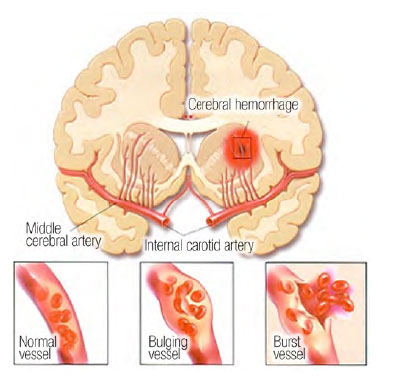 Cerebral hemorrhage
Middle
cerebral artery
Internal carotid artery
Normal
vessel
Bulging
vessel
Burst
vessel